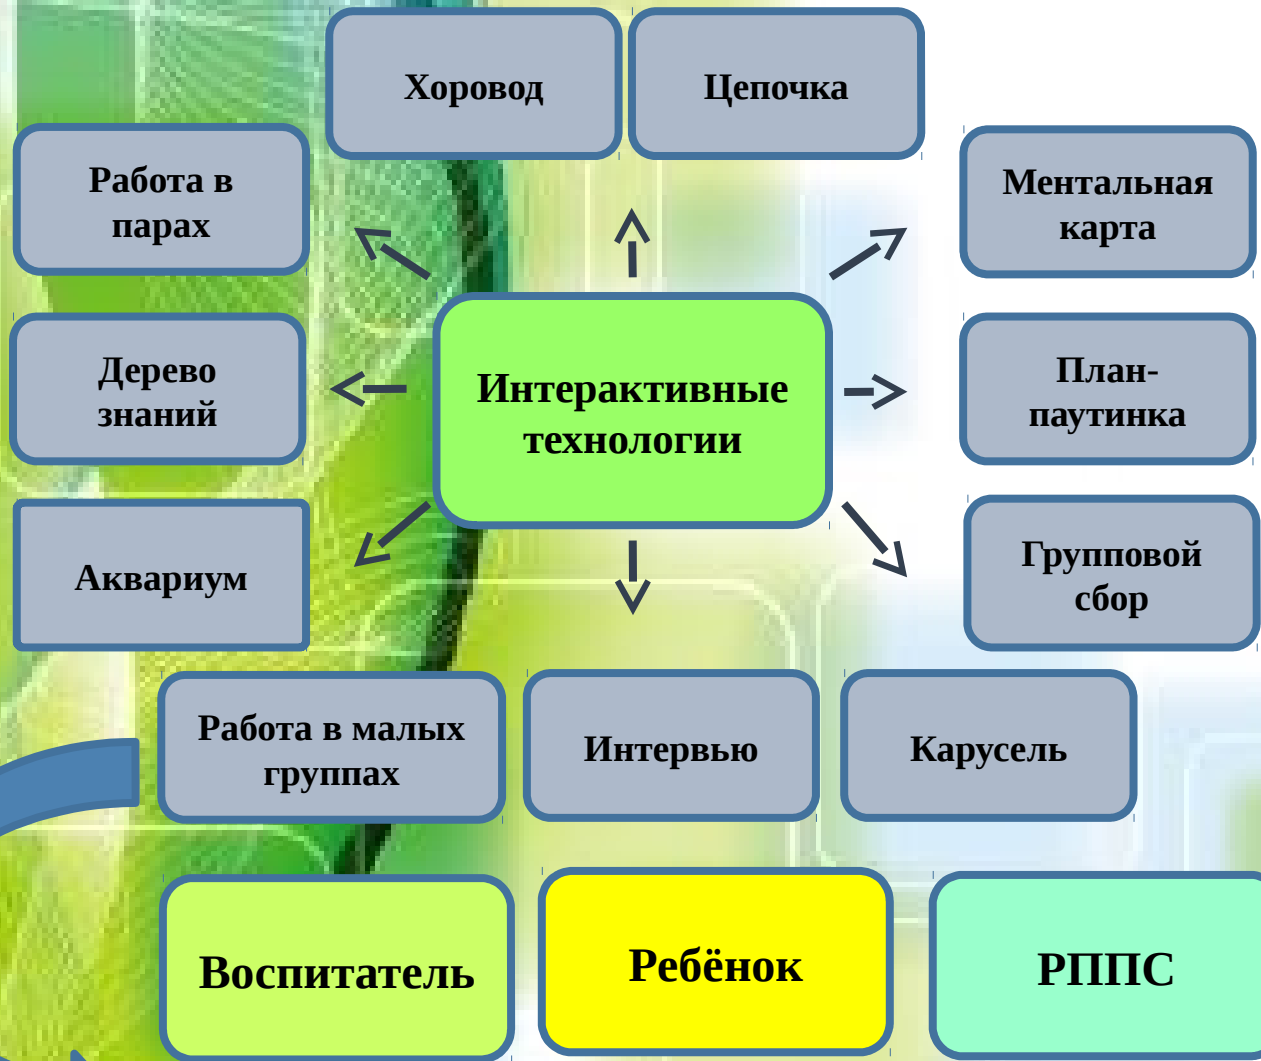 Хоровод
Цепочка
Работа в
парах
Ментальная
карта
Дерево
знаний
Интерактивные
технологии
План-
паутинка
Аквариум
Групповой
сбор
Работа в малых
группах
Интервью
Карусель
Воспитатель
Ребёнок
РППС